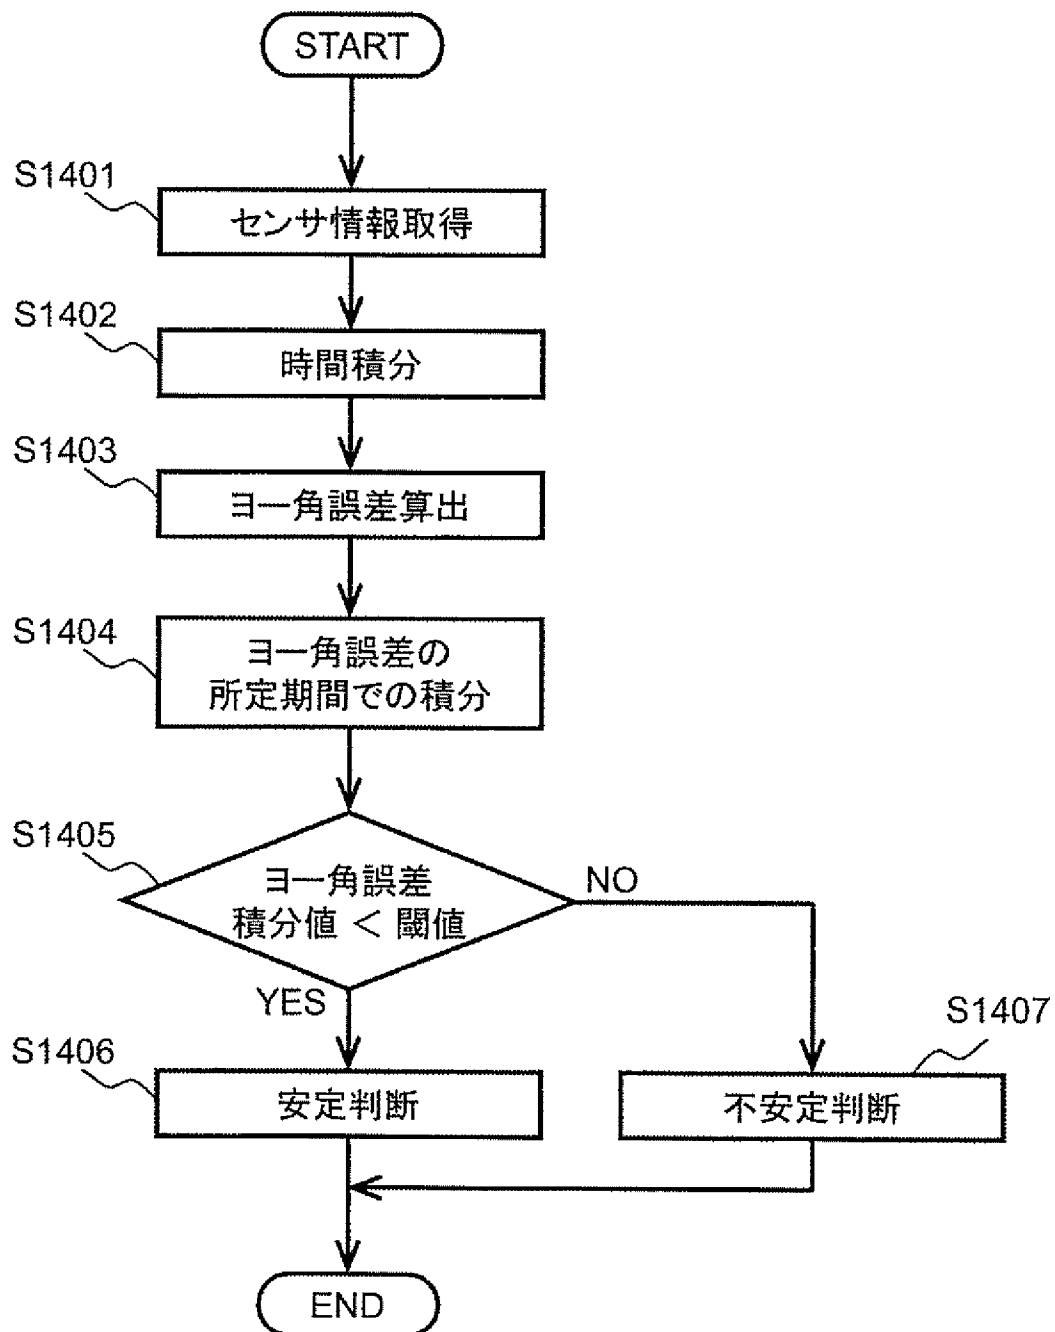 START
S1401
センサ情報取得
S1402
時間積分
S1403
ヨー角誤差算出
S1404
ヨー角誤差の
所定期間での積分
S1405
ヨー角誤差
積分値 < 閾値
NO
YES
S1406
安定判断
S1407
不安定判断
END